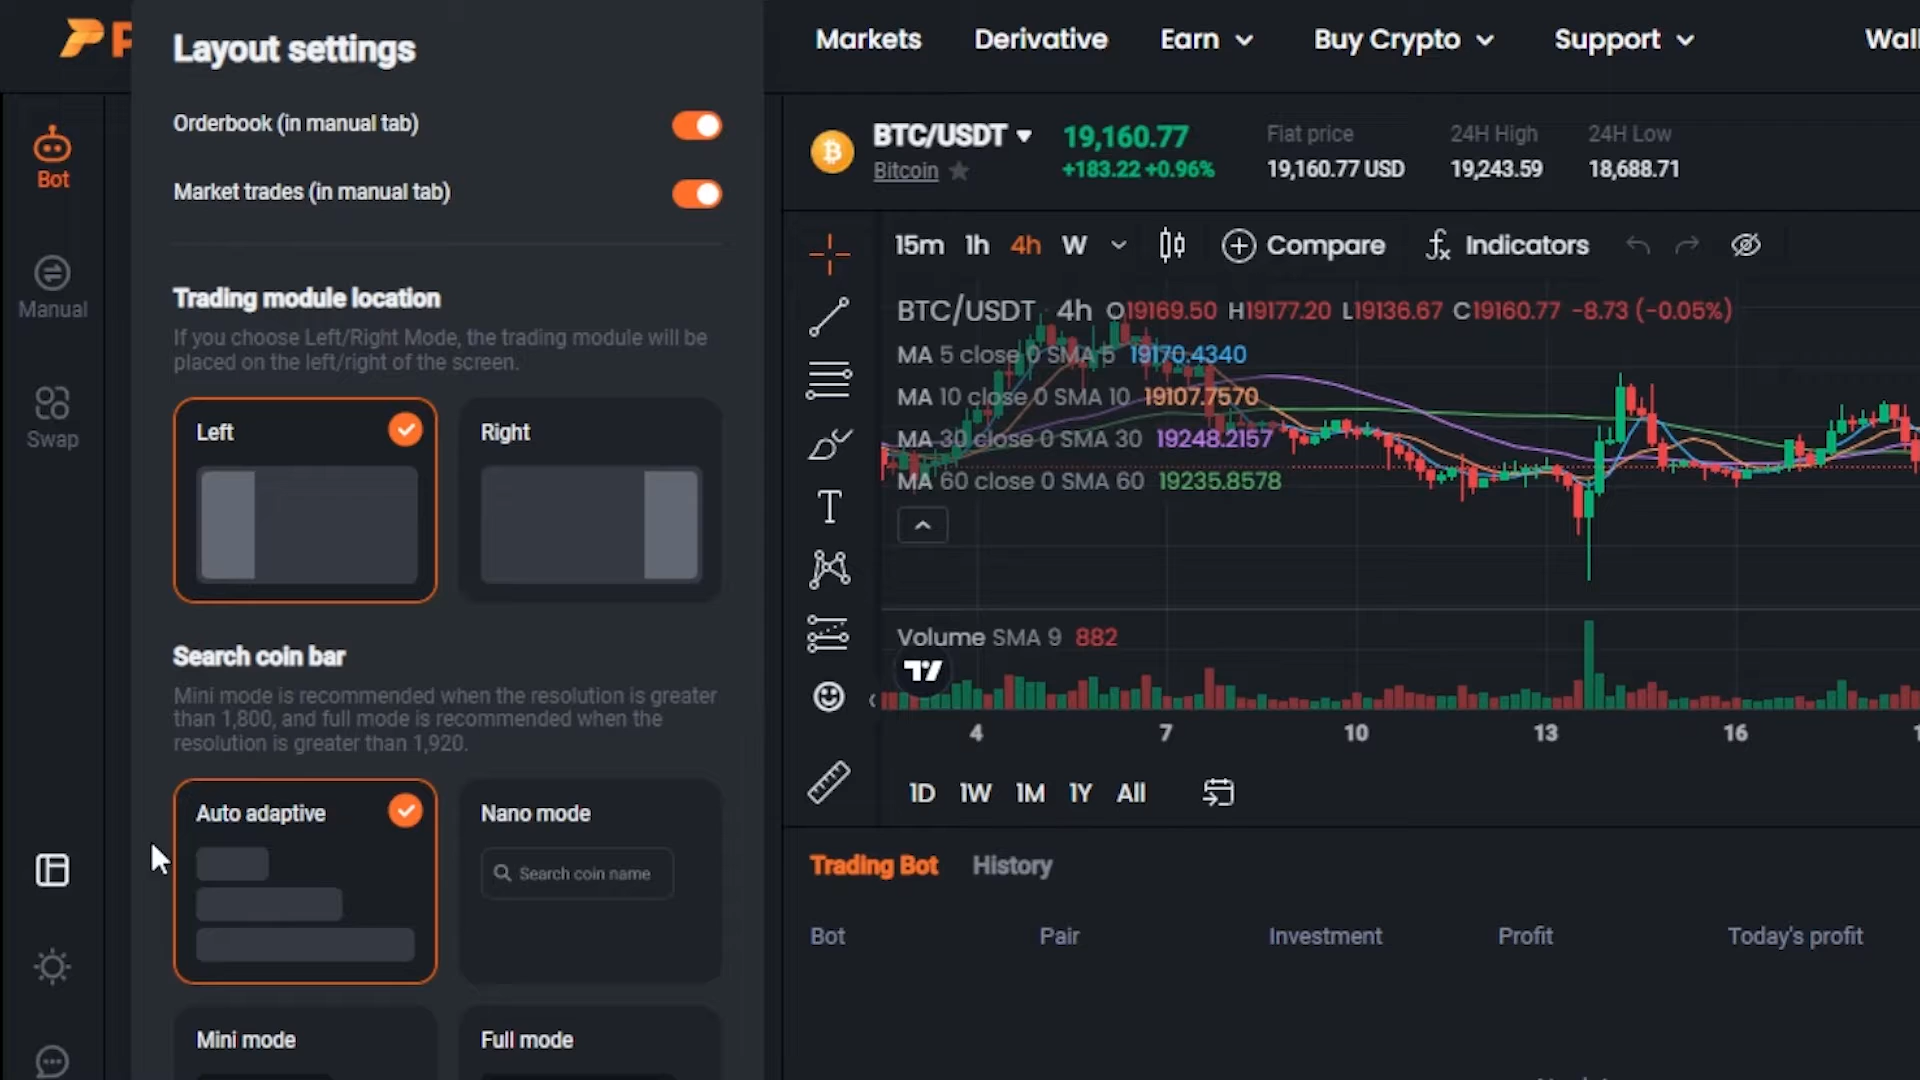 Layout settings
Orderbook (in manual tab)
Market trades (in manual tab)
Trading module location
If you choose Left/Right Mode, the trading module will be
placed on the left/right of the screen.
Left
Right
Search coin bar
Mini mode is recommended when the resolution is greater
than 1,800, and full mode is recommended when the
resolution is greater than 1,920.
Auto adaptive
Nano mode
Search coin name
Mini mode
Full mode
Bot
Manual
Swap
Markets
Derivative
Earn
Buy Crypto
Support
BTC/USDT
Bitcoin
19,160.77
+183.22 +0.96%
Fiat price
19,160.77 USD
24H High
19,243.59
24H Low
18,688.71
15m 1h 4h W
Compare
Indicators
BTC/USDT · 4h O19169.50 H19177.20 L19136.67 C19160.77 -8.73 (-0.05%)
MA 5 close 0 SMA 5 19170.4340
MA 10 close 0 SMA 10 19107.7570
MA 30 close 0 SMA 30 19248.2157
MA 60 close 0 SMA 60 19235.8578
Volume SMA 9 882
4 7 10 13 16
1D 1W 1M 1Y All
Trading Bot
History
Bot
Pair
Investment
Profit
Today's profit